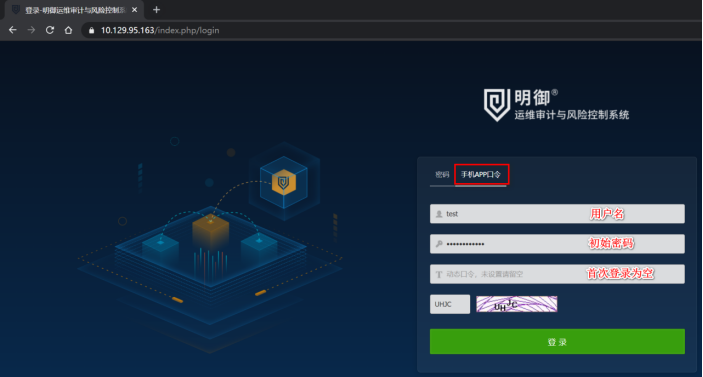 登录-明御运维审计与风险控制系
10.129.95.163/index.php/login
明御®
运维审计与风险控制系统
密码 手机APP口令
test 用户名
•••••••••••• 初始密码
动态口令，未设置请留空 首次登录为空
UHJC UHJC
登 录